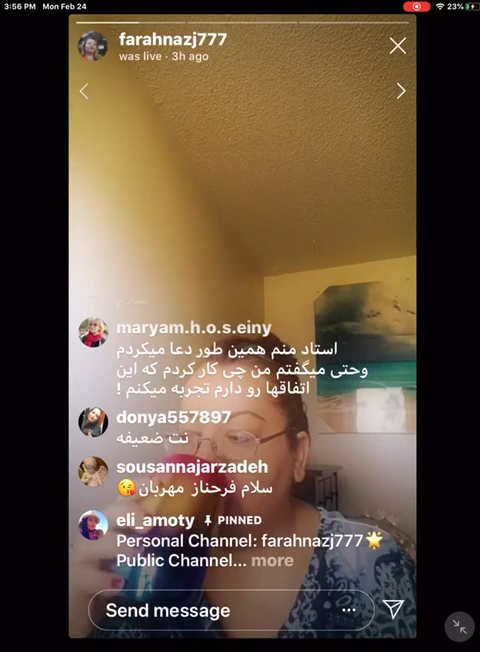 3:56 PM Mon Feb 24
23%
farahnazj777
was live · 3h ago
maryam.h.o.s.einy
استاد منم همین طور دعا میکردم
وحتی میگفتم من چی کار کردم که این
اتفاقها رو دارم تجربه میکنم !
donya557897
نت ضعیفه
sousannajarzadeh
سلام فرحناز مهربان😘
eli_amoty PINNED
Personal Channel: farahnazj777🌟
Public Channel... more
Send message